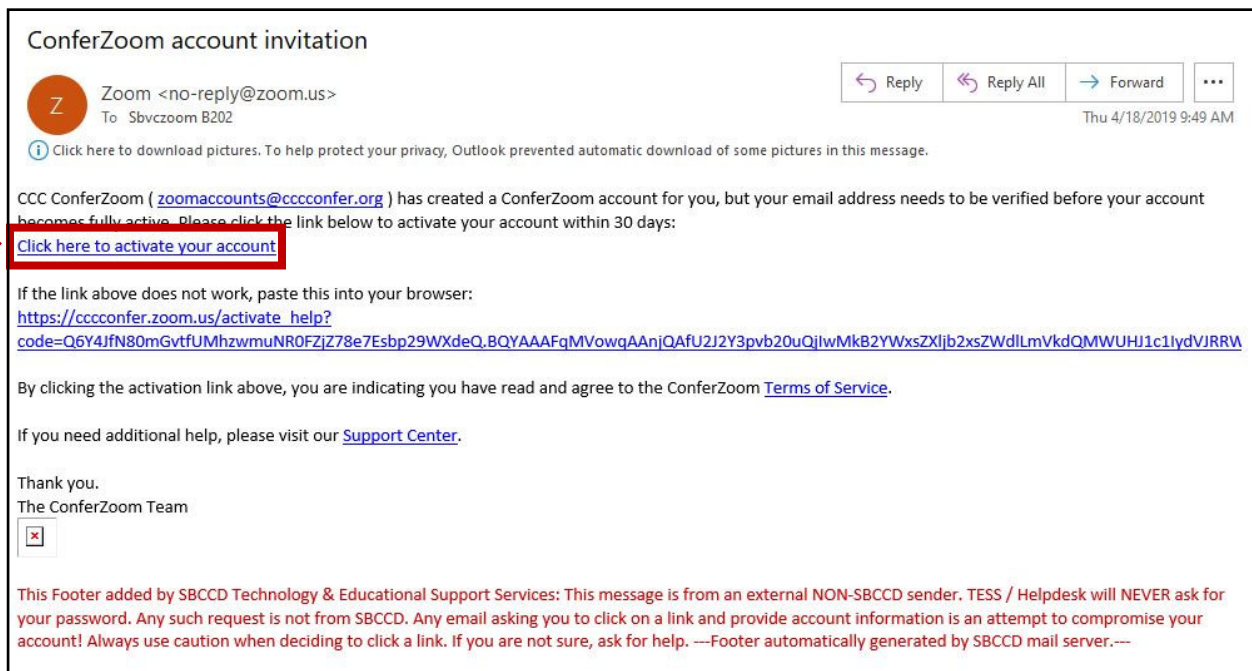 ConferZoom account invitation
Z
Zoom <no-reply@zoom.us>
To Sbvczoom B202
Reply
Reply All
Forward
Thu 4/18/2019 9:49 AM
Click here to download pictures. To help protect your privacy, Outlook prevented automatic download of some pictures in this message.
CCC ConferZoom ( zoomaccounts@cccconfer.org ) has created a ConferZoom account for you, but your email address needs to be verified before your account
becomes fully active. Please click the link below to activate your account within 30 days:
Click here to activate your account
If the link above does not work, paste this into your browser:
https://cccconfer.zoom.us/activate_help?
code=Q6Y4JfN80mGvtfUMhzwmuNR0FZjZ78e7Esbp29WXdeQ.BQYAAAFqMVowqAAnjQAfU2J2Y3pvb20uQjIwMkB2YWxsZXljb2xsZWdlLmVkdQMWUHJ1c1IydVJRRW
By clicking the activation link above, you are indicating you have read and agree to the ConferZoom Terms of Service.
If you need additional help, please visit our Support Center.
Thank you.
The ConferZoom Team
This Footer added by SBCCD Technology & Educational Support Services: This message is from an external NON-SBCCD sender. TESS / Helpdesk will NEVER ask for
your password. Any such request is not from SBCCD. Any email asking you to click on a link and provide account information is an attempt to compromise your
account! Always use caution when deciding to click a link. If you are not sure, ask for help. ---Footer automatically generated by SBCCD mail server.---